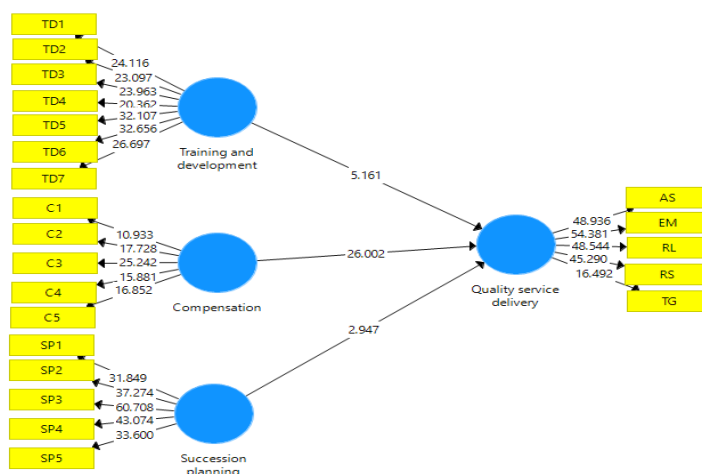 TD1
TD2
TD3
TD4
TD5
TD6
TD7
24.116
23.097
23.963
20.362
32.107
32.656
26.697
Training and
development
5.161
C1
C2
C3
C4
C5
10.933
17.728
25.242
15.881
16.852
Compensation
26.002
SP1
SP2
SP3
SP4
SP5
31.849
37.274
60.708
43.074
33.600
Succession
planning
2.947
Quality service
delivery
48.936
54.381
48.544
45.290
16.492
AS
EM
RL
RS
TG